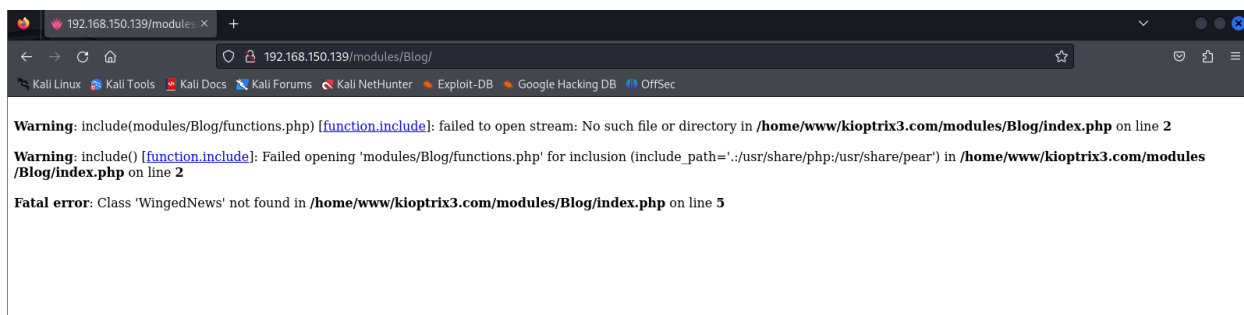 192.168.150.139/modules
192.168.150.139/modules/Blog/
Kali Linux Kali Tools Kali Docs Kali Forums Kali NetHunter Exploit-DB Google Hacking DB OffSec
Warning: include(modules/Blog/functions.php) [function.include]: failed to open stream: No such file or directory in /home/www/kioptrix3.com/modules/Blog/index.php on line 2
Warning: include() [function.include]: Failed opening 'modules/Blog/functions.php' for inclusion (include_path='.:/usr/share/php:/usr/share/pear') in /home/www/kioptrix3.com/modules
/Blog/index.php on line 2
Fatal error: Class 'WingedNews' not found in /home/www/kioptrix3.com/modules/Blog/index.php on line 5